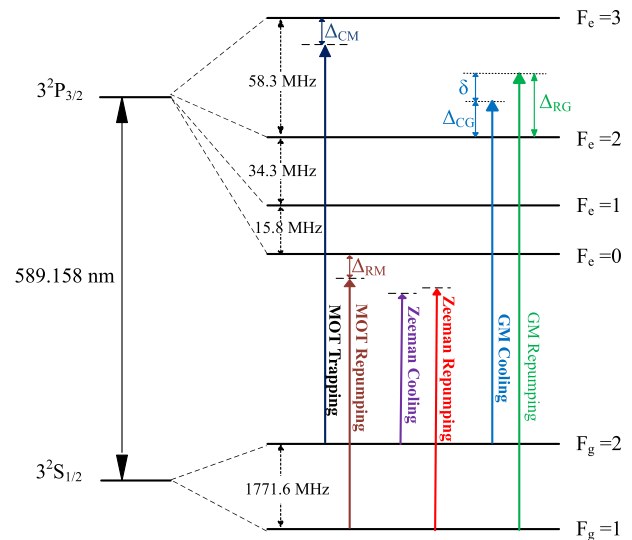 F_e=3
Δ_CM
58.3 MHz
δ
Δ_CG
Δ_RG
3²P_3/2
F_e=2
34.3 MHz
F_e=1
15.8 MHz
F_e=0
589.158 nm
Δ_RM
MOT Trapping
MOT Repumping
Zeeman Cooling
Zeeman Repumping
GM Cooling
GM Repumping
F_g=2
3²S_1/2
1771.6 MHz
F_g=1